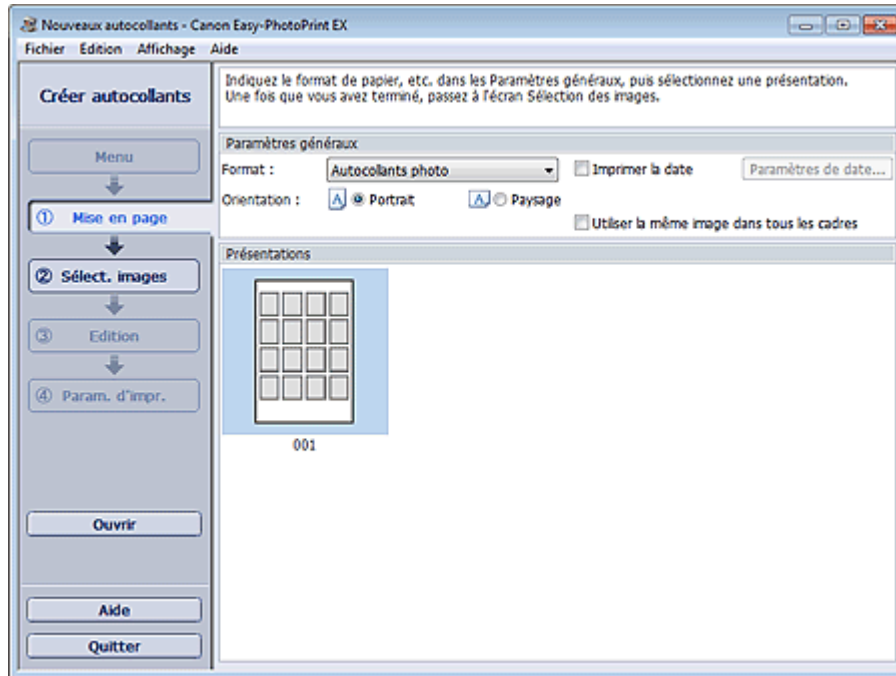 Nouveaux autocollants - Canon Easy-PhotoPrint EX
Fichier Edition Affichage Aide
Créer autocollants
Indiquez le format de papier, etc. dans les Paramètres généraux, puis sélectionnez une présentation.
Une fois que vous avez terminé, passez à l'écran Sélection des images.
Menu
① Mise en page
② Sélect. images
③ Edition
④ Param. d'impr.
Ouvrir
Aide
Quitter
Paramètres généraux
Format : Autocollants photo Imprimer la date Paramètres de date...
Orientation : A Portrait A Paysage
Utiliser la même image dans tous les cadres
Présentations
001